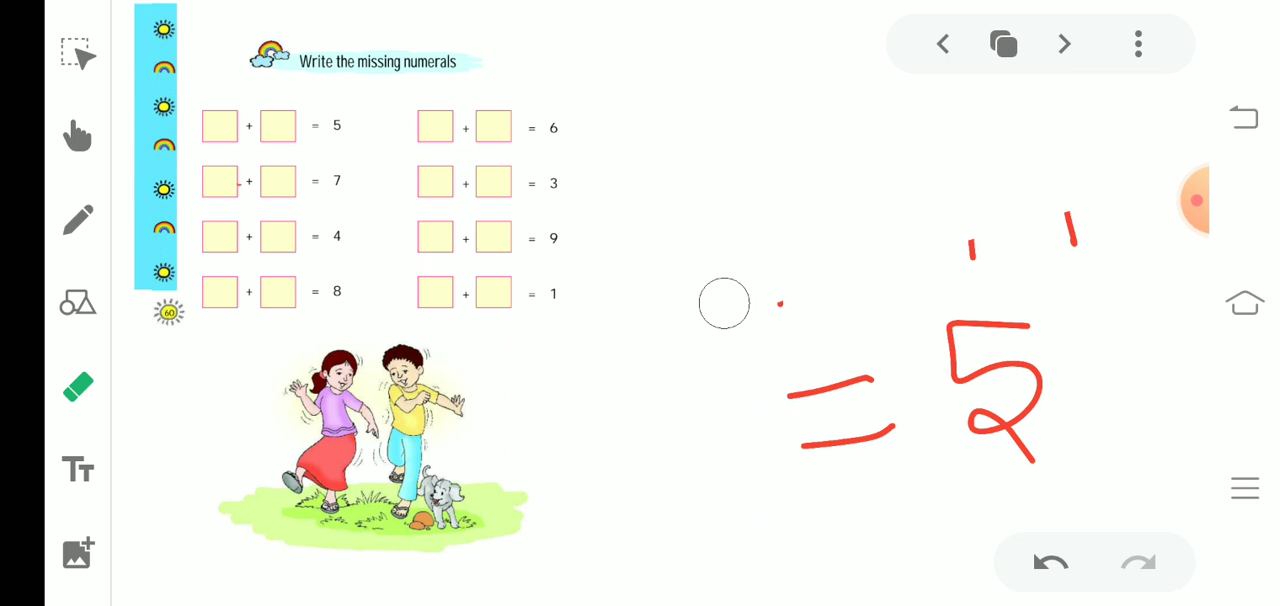 Write the missing numerals
+ = 5
+ = 6
+ = 7
+ = 3
+ = 4
+ = 9
+ = 8
+ = 1
60
= 5